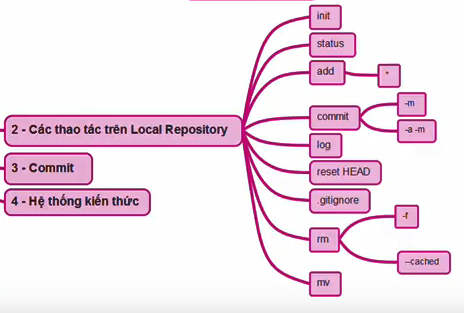 init
status
add
*
2 - Các thao tác trên Local Repository
commit
-m
-a -m
log
3 - Commit
reset HEAD
4 - Hệ thống kiến thức
.gitignore
-f
rm
--cached
mv